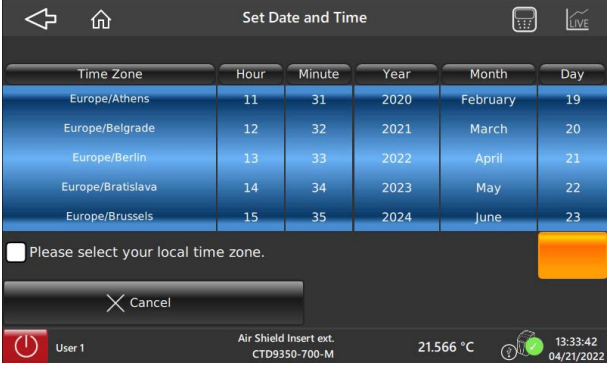 Set Date and Time
LIVE
Time Zone Hour Minute Year Month Day
Europe/Athens 11 31 2020 February 19
Europe/Belgrade 12 32 2021 March 20
Europe/Berlin 13 33 2022 April 21
Europe/Bratislava 14 34 2023 May 22
Europe/Brussels 15 35 2024 June 23
Please select your local time zone.
Cancel
User 1 Air Shield Insert ext. 21.566 °C 13:33:42
CTD9350-700-M 04/21/2022